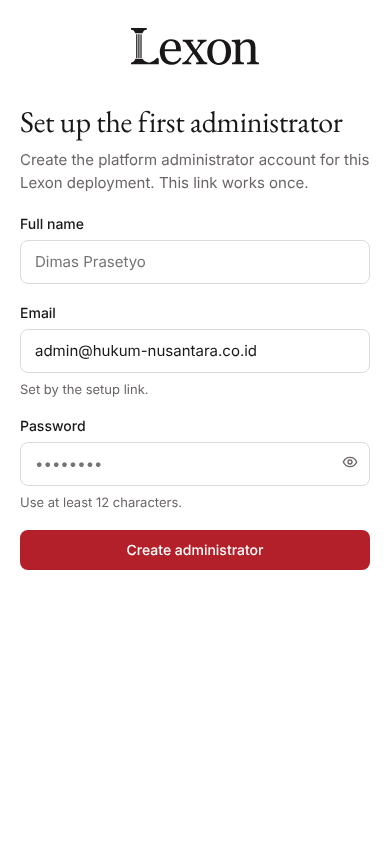 Lexon
Set up the first administrator
Create the platform administrator account for this
Lexon deployment. This link works once.
Full name
Dimas Prasetyo
Email
admin@hukum-nusantara.co.id
Set by the setup link.
Password
••••••••
Use at least 12 characters.
Create administrator